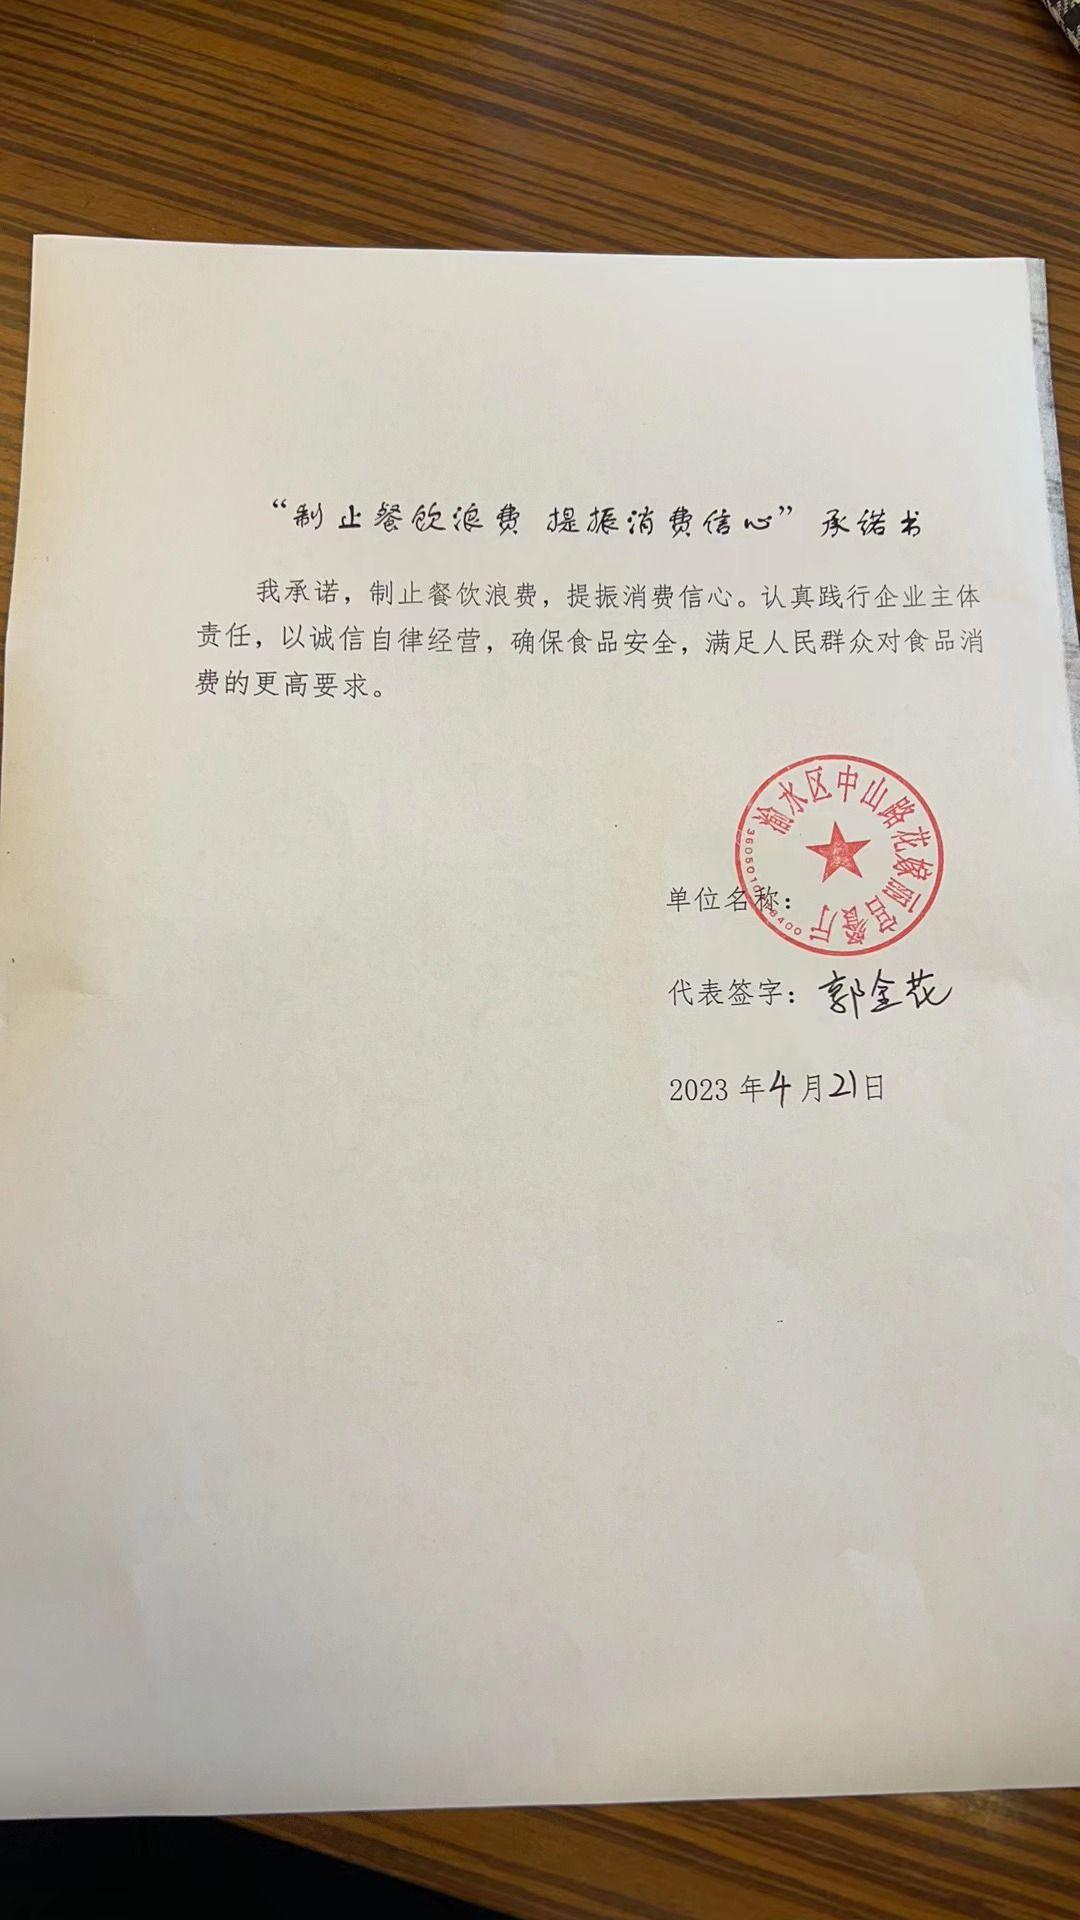 “制止餐饮浪费 提振消费信心”承诺书
我承诺，制止餐饮浪费，提振消费信心。认真践行企业主体
责任，以诚信自律经营，确保食品安全，满足人民群众对食品消
费的更高要求。
渝水区中山路花嫁丽宫餐厅
单位名称：
代表签字：郭金花
2023年4月21日